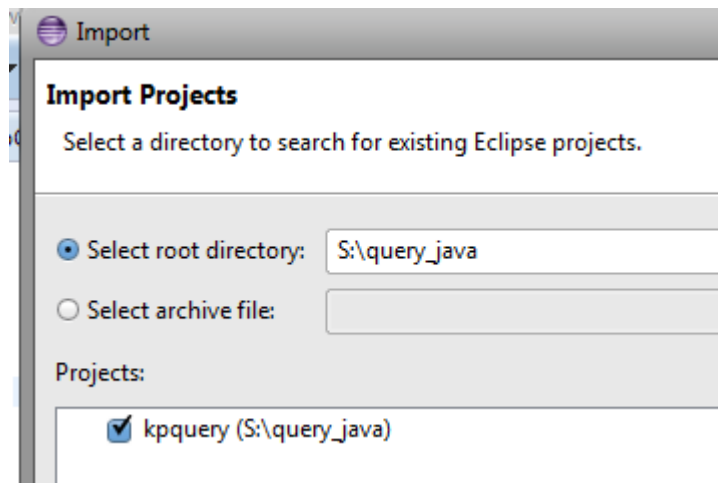 Import
Import Projects
Select a directory to search for existing Eclipse projects.
Select root directory: S:\query_java
Select archive file:
Projects:
kpquery (S:\query_java)